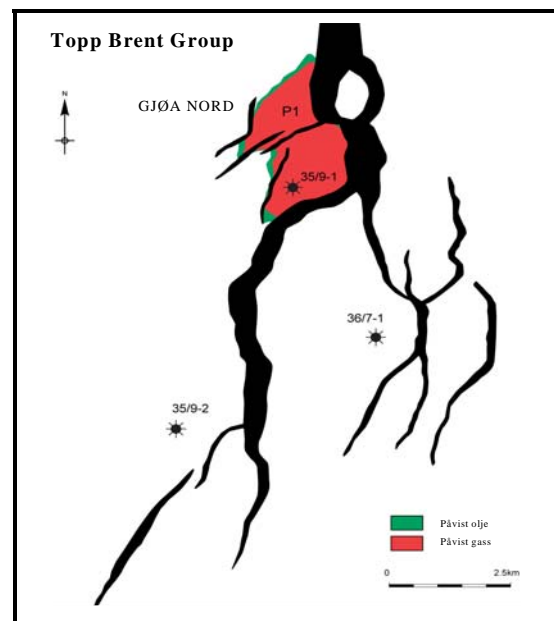 Topp Brent Group
N
GJØA NORD
P1
35/9-1
36/7-1
35/9-2
Påvist olje
Påvist gass
0 2.5km